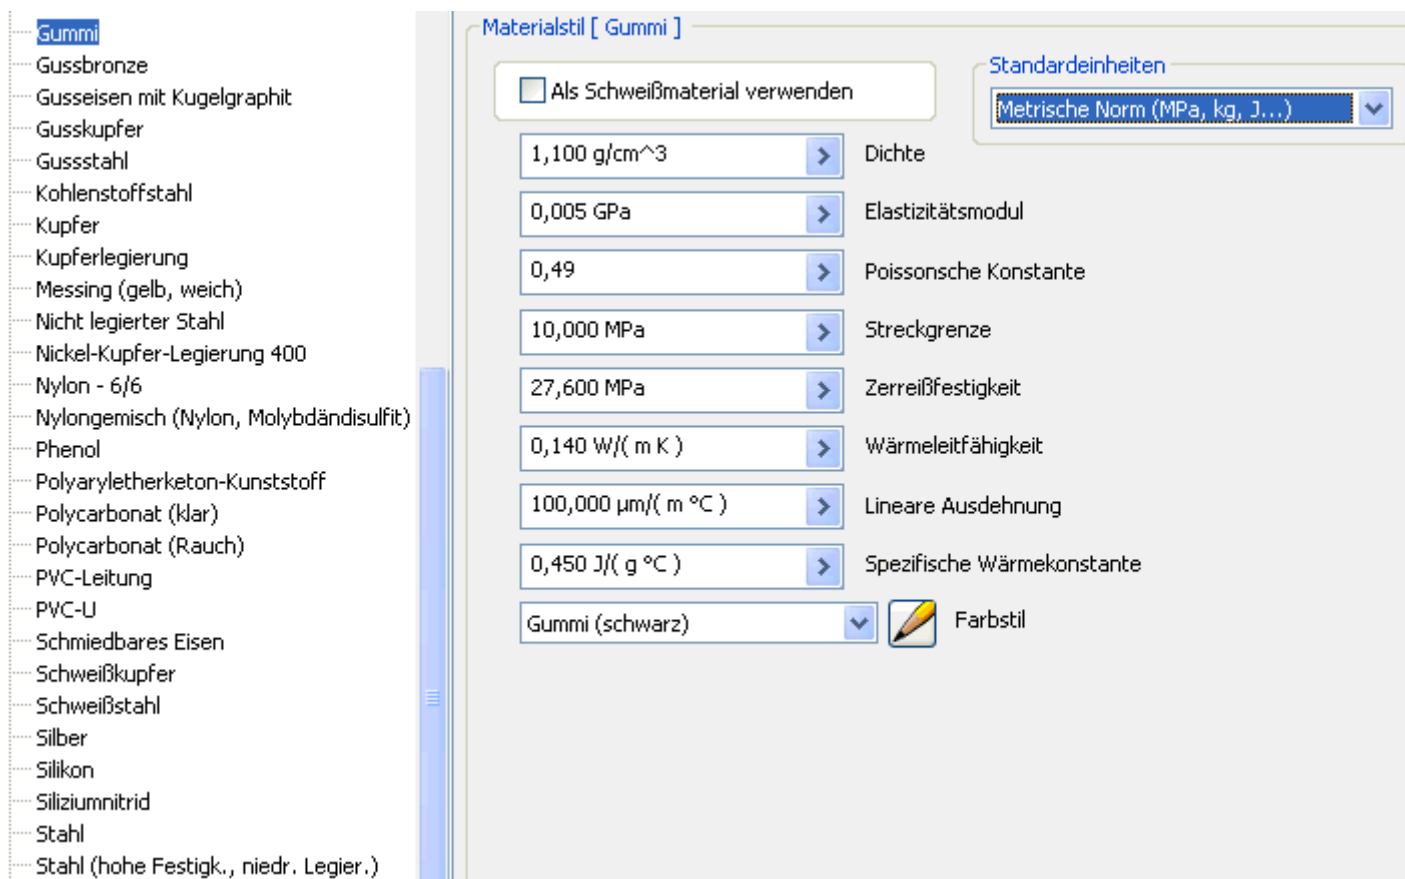 Gummi
Gussbronze
Gusseisen mit Kugelgraphit
Gusskupfer
Gussstahl
Kohlenstoffstahl
Kupfer
Kupferlegierung
Messing (gelb, weich)
Nicht legierter Stahl
Nickel-Kupfer-Legierung 400
Nylon - 6/6
Nylongemisch (Nylon, Molybdändisulfit)
Phenol
Polyaryletherketon-Kunststoff
Polycarbonat (klar)
Polycarbonat (Rauch)
PVC-Leitung
PVC-U
Schmiedbares Eisen
Schweißkupfer
Schweißstahl
Silber
Silikon
Siliziumnitrid
Stahl
Stahl (hohe Festigk., niedr. Legier.)
Materialstil [ Gummi ]
Als Schweißmaterial verwenden
Standardeinheiten
Metrische Norm (MPa, kg, J...)
1,100 g/cm^3 Dichte
0,005 GPa Elastizitätsmodul
0,49 Poissonsche Konstante
10,000 MPa Streckgrenze
27,600 MPa Zerreißfestigkeit
0,140 W/( m K ) Wärmeleitfähigkeit
100,000 µm/( m °C ) Lineare Ausdehnung
0,450 J/( g °C ) Spezifische Wärmekonstante
Gummi (schwarz) Farbstil